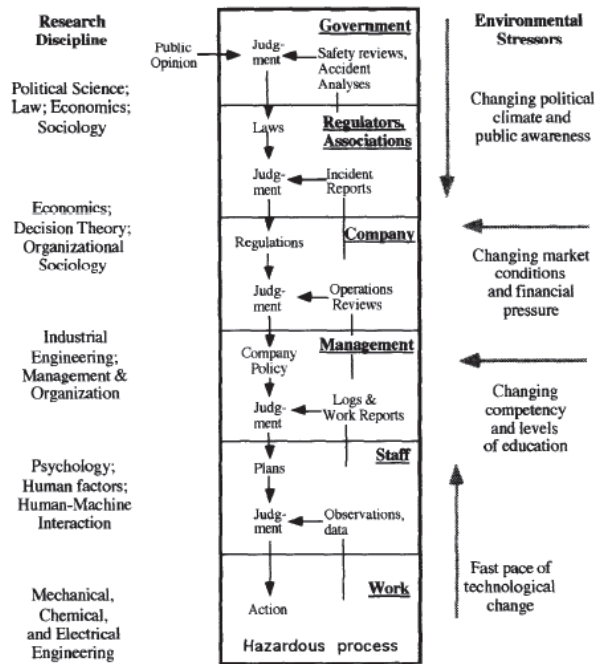 Research
Discipline
Political Science;
Law; Economics;
Sociology
Economics;
Decision Theory;
Organizational
Sociology
Industrial
Engineering;
Management &
Organization
Psychology;
Human factors;
Human-Machine
Interaction
Mechanical,
Chemical,
and Electrical
Engineering
Public
Opinion
Government
Judg-
ment
Safety reviews,
Accident
Analyses
Laws
Regulators,
Associations
Judg-
ment
Incident
Reports
Company
Regulations
Judg-
ment
Operations
Reviews
Management
Company
Policy
Judg-
ment
Logs &
Work Reports
Staff
Plans
Judg-
ment
Observations,
data
Work
Action
Hazardous process
Environmental
Stressors
Changing political
climate and
public awareness
Changing market
conditions
and financial
pressure
Changing
competency
and levels
of education
Fast pace of
technological
change